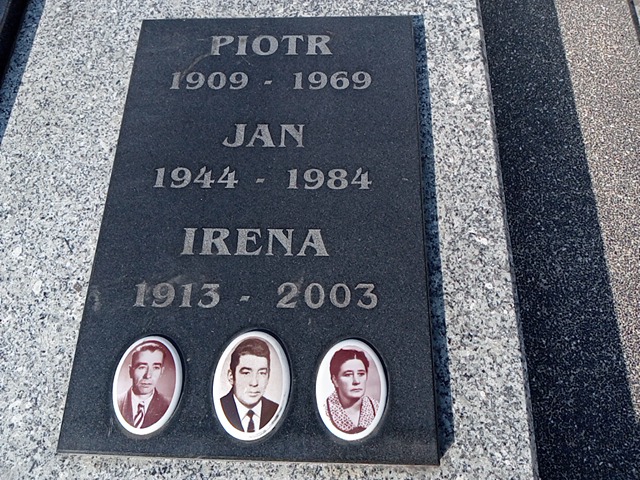 PIOTR
1909 - 1969
JAN
1944 - 1984
IRENA
1913 - 2003